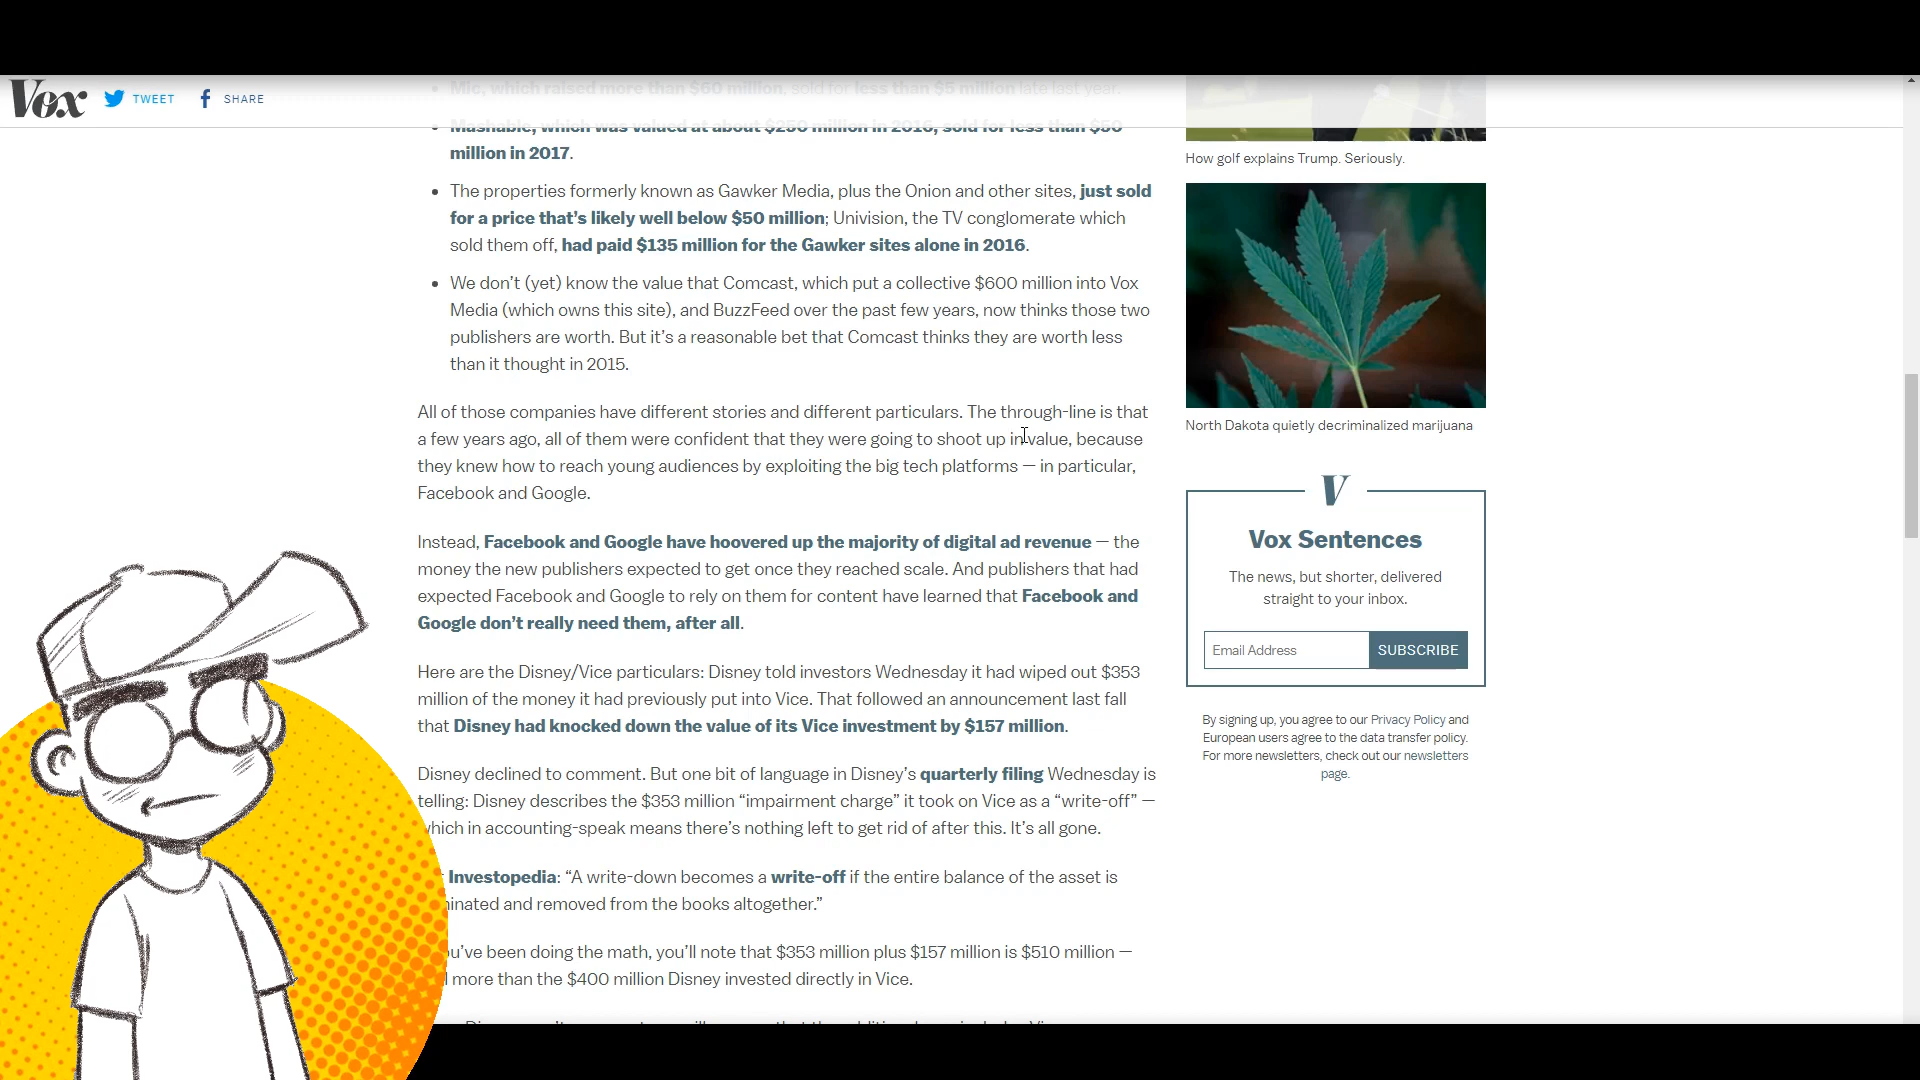 Vox
TWEET
SHARE
Mic, which raised more than $60 million, sold for less than $5 million late last year.
Mashable, which was valued at about $250 million in 2016, sold for less than $50
million in 2017.
The properties formerly known as Gawker Media, plus the Onion and other sites, just sold
for a price that’s likely well below $50 million; Univision, the TV conglomerate which
sold them off, had paid $135 million for the Gawker sites alone in 2016.
We don’t (yet) know the value that Comcast, which put a collective $600 million into Vox
Media (which owns this site), and BuzzFeed over the past few years, now thinks those two
publishers are worth. But it’s a reasonable bet that Comcast thinks they are worth less
than it thought in 2015.
All of those companies have different stories and different particulars. The through-line is that
a few years ago, all of them were confident that they were going to shoot up in value, because
they knew how to reach young audiences by exploiting the big tech platforms — in particular,
Facebook and Google.
Instead, Facebook and Google have hoovered up the majority of digital ad revenue — the
money the new publishers expected to get once they reached scale. And publishers that had
expected Facebook and Google to rely on them for content have learned that Facebook and
Google don’t really need them, after all.
Here are the Disney/Vice particulars: Disney told investors Wednesday it had wiped out $353
million of the money it had previously put into Vice. That followed an announcement last fall
that Disney had knocked down the value of its Vice investment by $157 million.
Disney declined to comment. But one bit of language in Disney’s quarterly filing Wednesday is
telling: Disney describes the $353 million “impairment charge” it took on Vice as a “write-off” —
which in accounting-speak means there’s nothing left to get rid of after this. It’s all gone.
Investopedia: “A write-down becomes a write-off if the entire balance of the asset is
inated and removed from the books altogether.”
u’ve been doing the math, you’ll note that $353 million plus $157 million is $510 million —
more than the $400 million Disney invested directly in Vice.
How golf explains Trump. Seriously.
North Dakota quietly decriminalized marijuana
V
Vox Sentences
The news, but shorter, delivered
straight to your inbox.
Email Address
SUBSCRIBE
By signing up, you agree to our Privacy Policy and
European users agree to the data transfer policy.
For more newsletters, check out our newsletters
page.